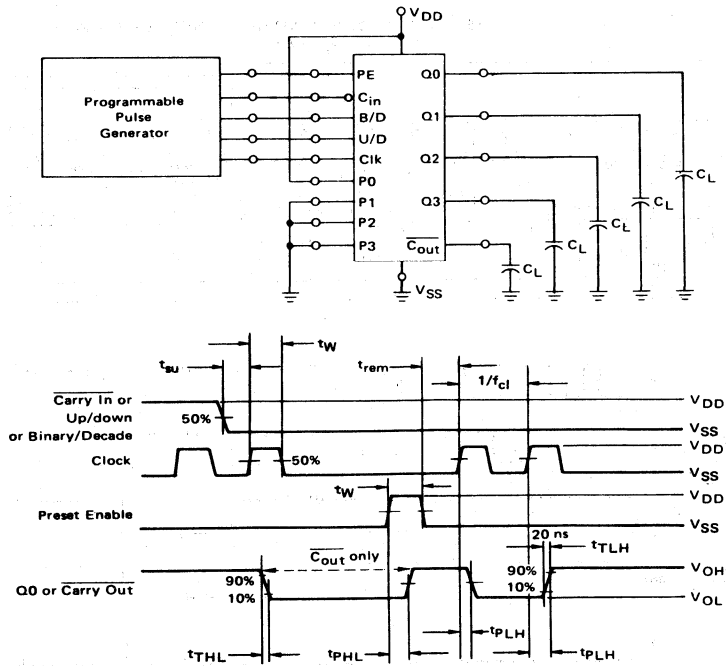 VDD
Programmable
Pulse
Generator
PE
Cin
B/D
U/D
Clk
P0
P1
P2
P3
Q0
Q1
Q2
Q3
Cout
CL
CL
CL
CL
CL
VSS
tW
tsu
trem
1/fcl
Carry In or
Up/down
or Binary/Decade
50%
VDD
VSS
Clock
50%
VDD
VSS
tW
Preset Enable
VDD
VSS
20 ns
tTLH
Cout only
Q0 or Carry Out
90%
10%
90%
10%
VOH
VOL
tTHL
tPHL
tPLH
tPLH